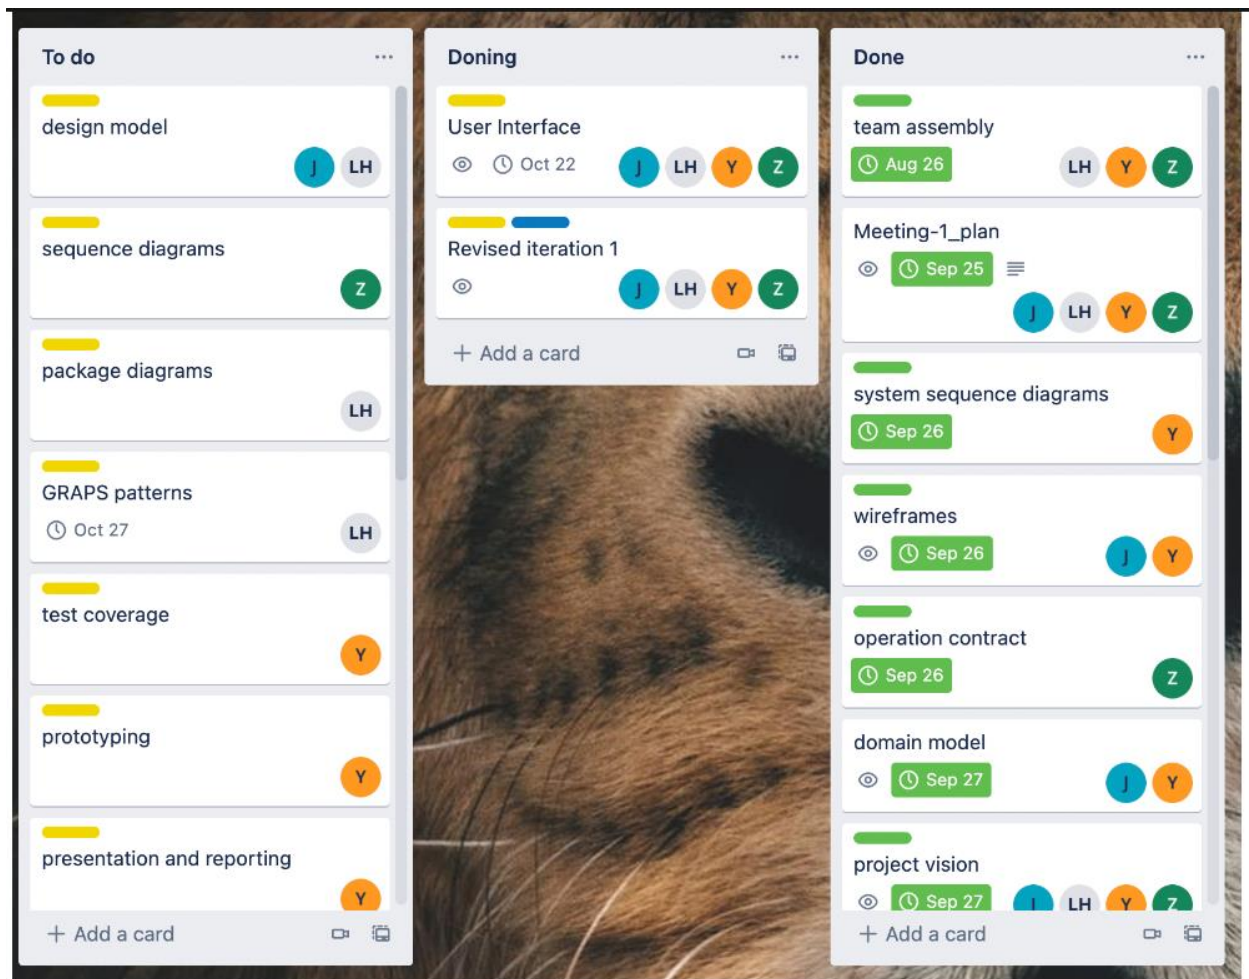 To do
design model
J LH
sequence diagrams
Z
package diagrams
LH
GRAPS patterns
Oct 27 LH
test coverage
Y
prototyping
Y
presentation and reporting
Y
+ Add a card
Doning
User Interface
Oct 22 J LH Y Z
Revised iteration 1
J LH Y Z
+ Add a card
Done
team assembly
Aug 26 LH Y Z
Meeting-1_plan
Sep 25
J LH Y Z
system sequence diagrams
Sep 26 Y
wireframes
Sep 26 J Y
operation contract
Sep 26 Z
domain model
Sep 27 J Y
project vision
Sep 27 J LH Y Z
+ Add a card